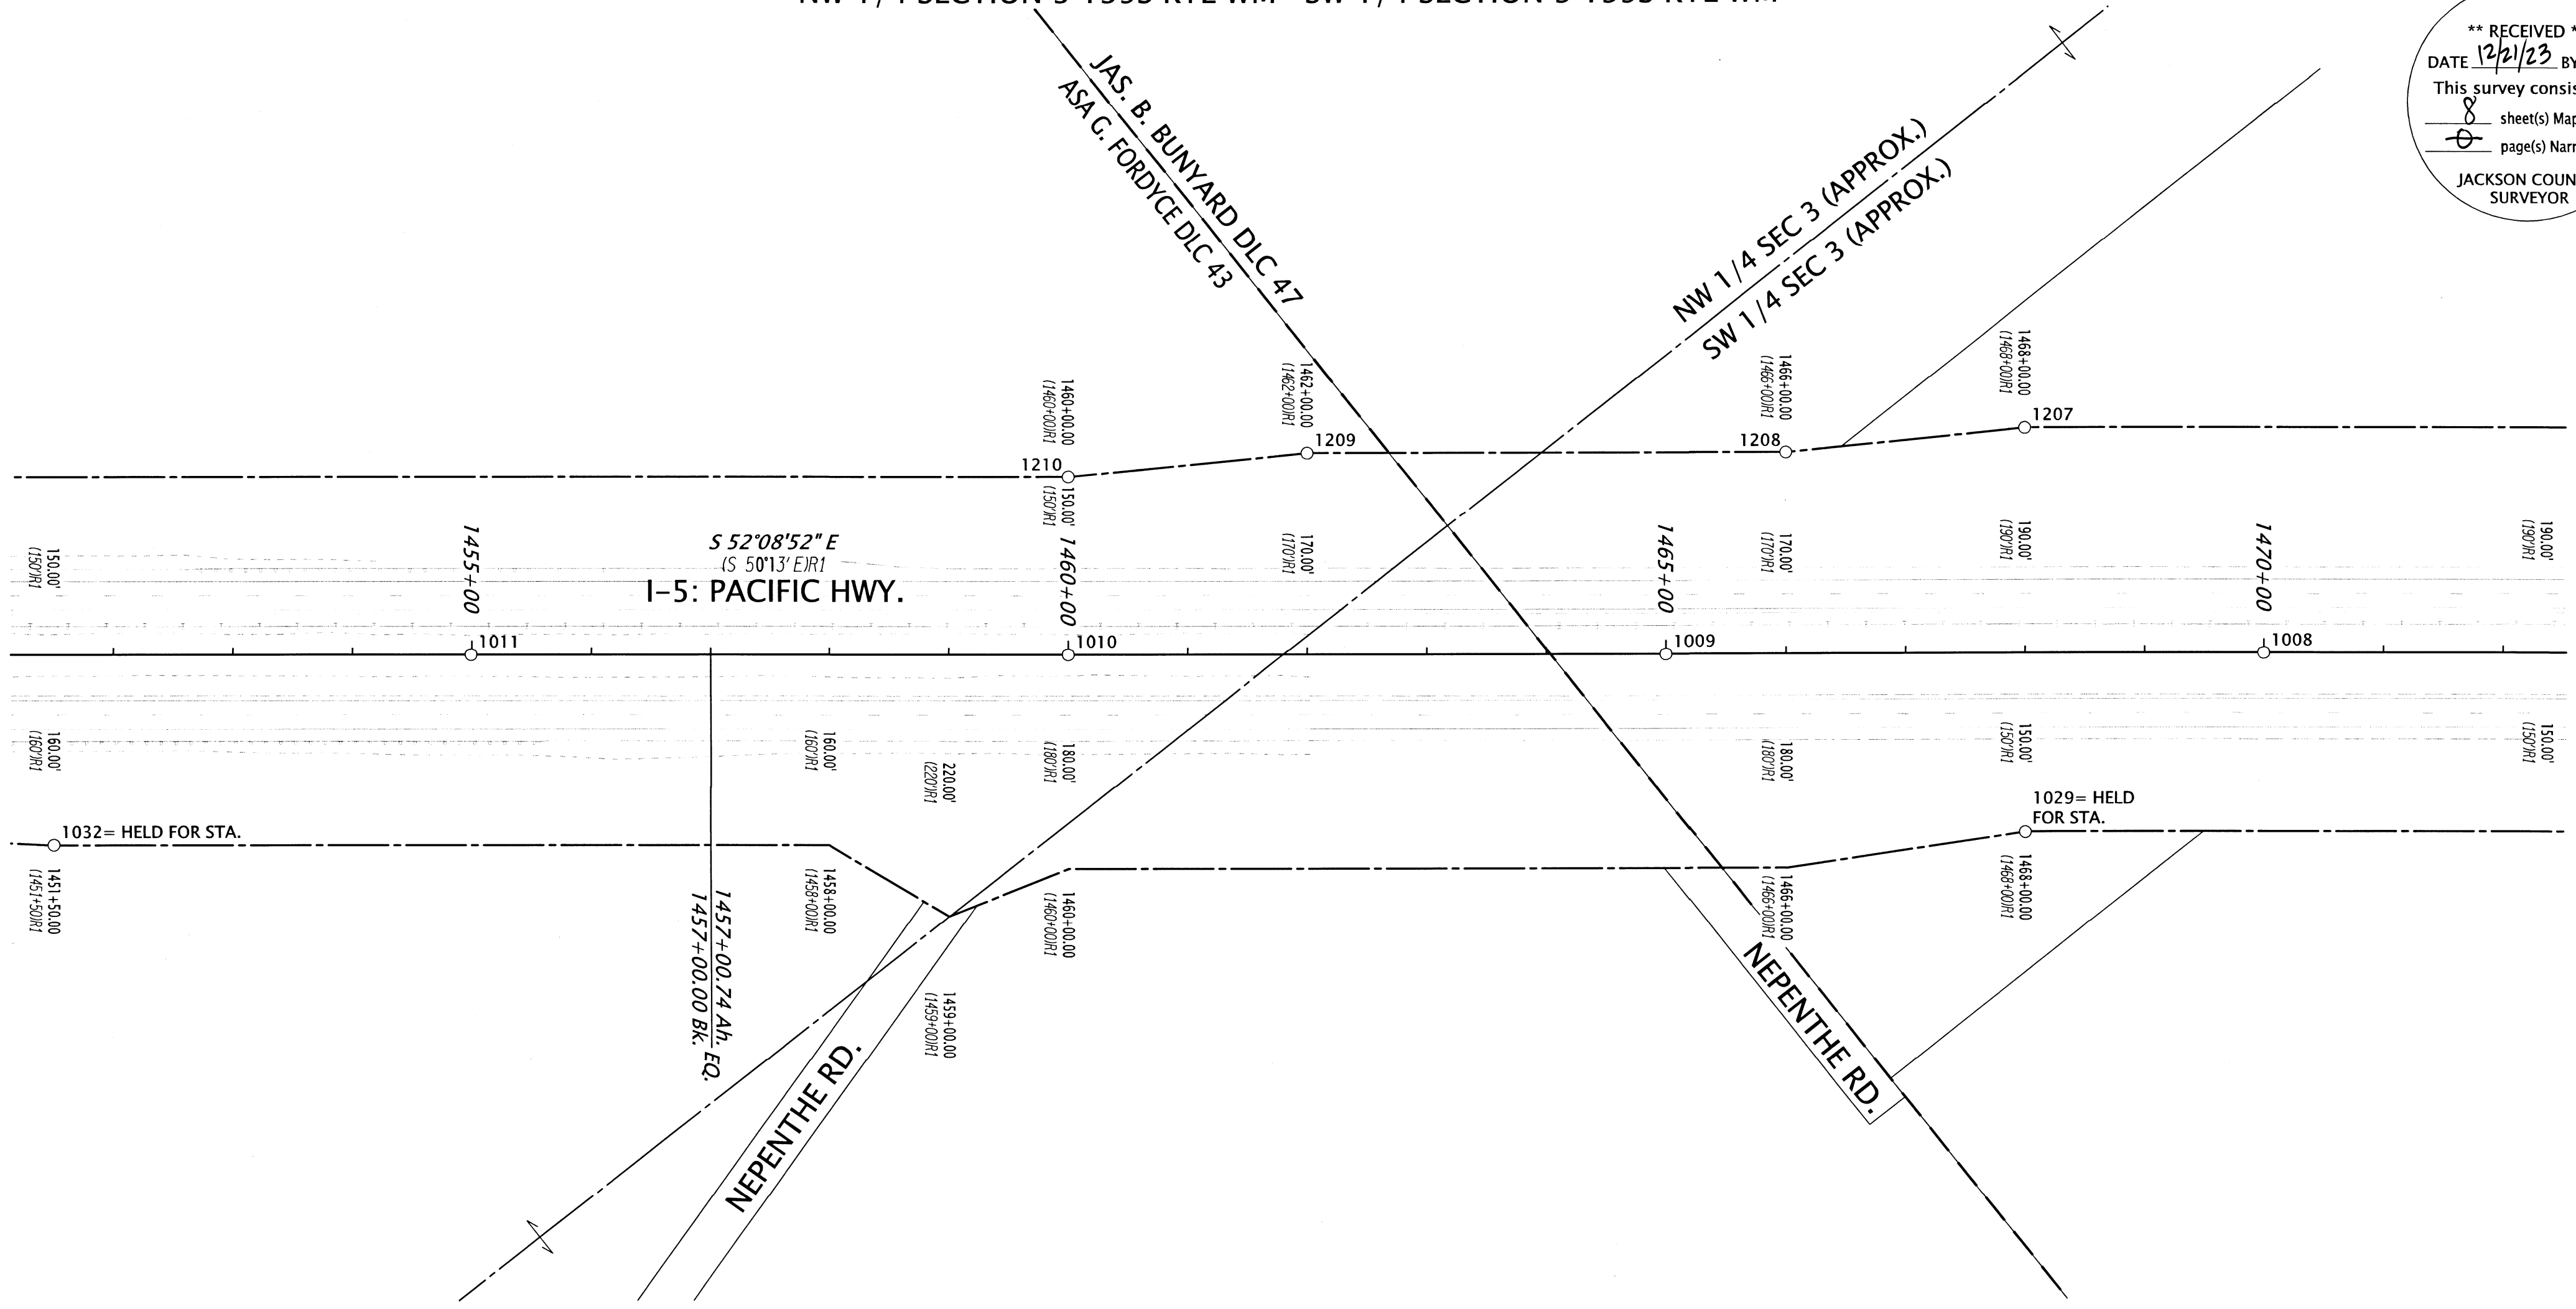 ** RECEIVED *
DATE 12/21/23 BY
This survey consis
8 sheet(s) Map
0 page(s) Narr
JACKSON COUN
SURVEYOR
JAS. B. BUNYARD DLC 47
ASA G. FORDYCE DLC 43
NW 1/4 SEC 3 (APPROX.)
SW 1/4 SEC 3 (APPROX.)
1460+00.00
(1460+00)R1
1462+00.00
(1462+00)R1
1466+00.00
(1466+00)R1
1468+00.00
(1468+00)R1
1210
1209
1208
1207
150.00'
(150')R1
150.00'
(150')R1
170.00'
(170')R1
170.00'
(170')R1
190.00'
(190')R1
190.00'
(190')R1
1455+00
1460+00
1465+00
1470+00
S 52°08'52" E
(S 50°13' E)R1
I-5: PACIFIC HWY.
1011
1010
1009
1008
160.00'
(160')R1
160.00'
(160')R1
220.00'
(220')R1
180.00'
(180')R1
180.00'
(180')R1
150.00'
(150')R1
150.00'
(150')R1
1032= HELD FOR STA.
1029= HELD
FOR STA.
1451+50.00
(1451+50)R1
1458+00.00
(1458+00)R1
1459+00.00
(1459+00)R1
1460+00.00
(1460+00)R1
1466+00.00
(1466+00)R1
1468+00.00
(1468+00)R1
1457+00.74 Ah.
1457+00.00 Bk.
EQ.
NEPENTHE RD.
NEPENTHE RD.